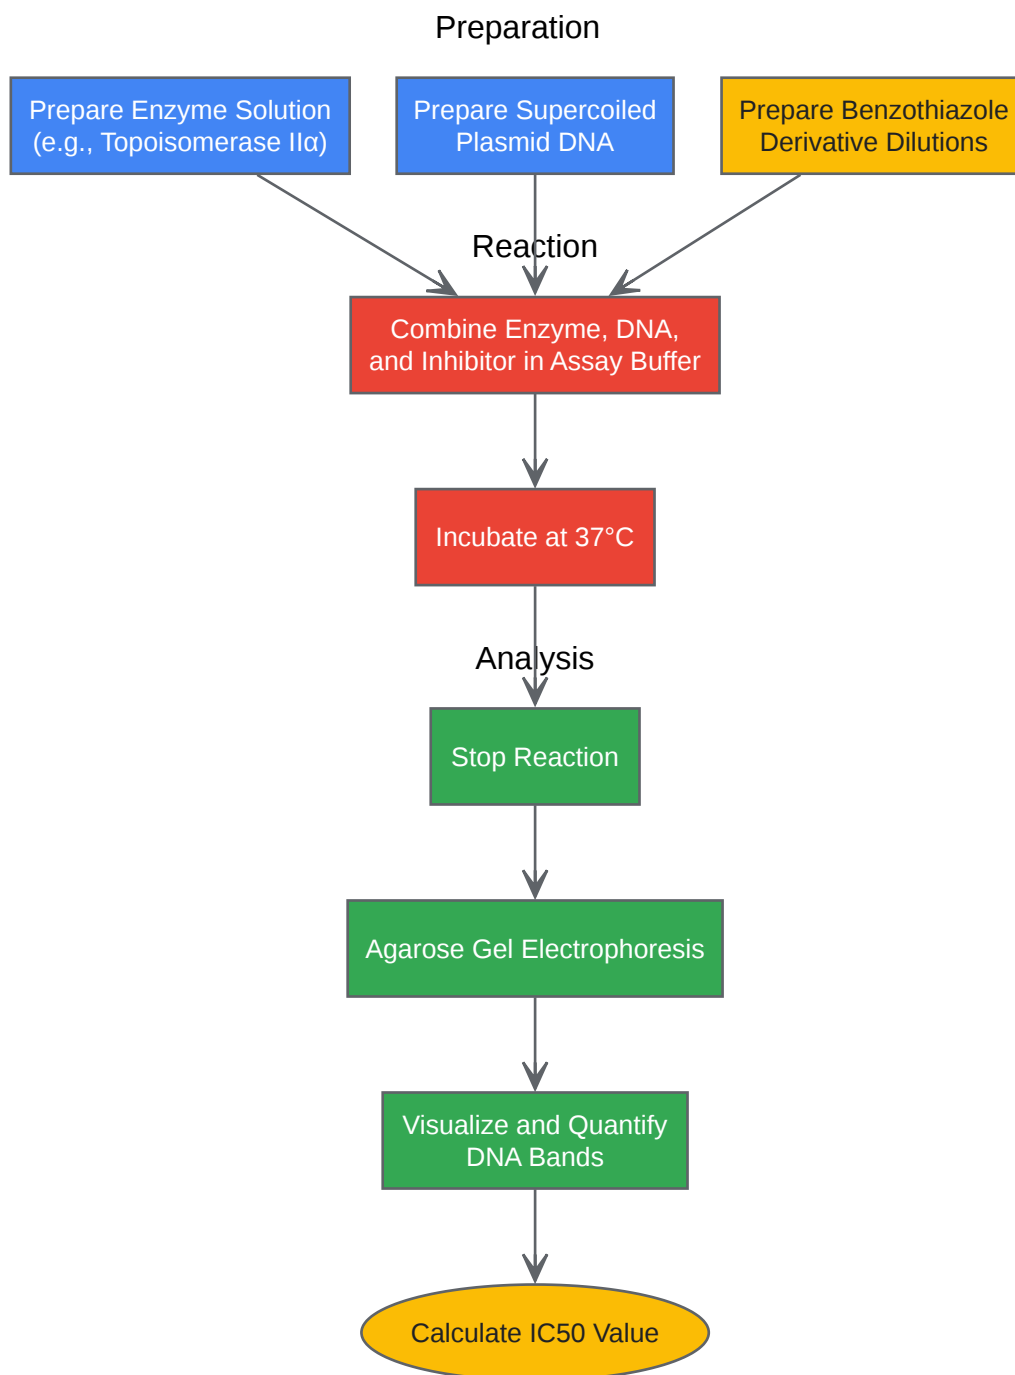 Preparation
Prepare Enzyme Solution
(e.g., Topoisomerase IIα)
Prepare Supercoiled
Plasmid DNA
Prepare Benzothiazole
Derivative Dilutions
Reaction
Combine Enzyme, DNA,
and Inhibitor in Assay Buffer
Incubate at 37°C
Analysis
Stop Reaction
Agarose Gel Electrophoresis
Visualize and Quantify
DNA Bands
Calculate IC50 Value